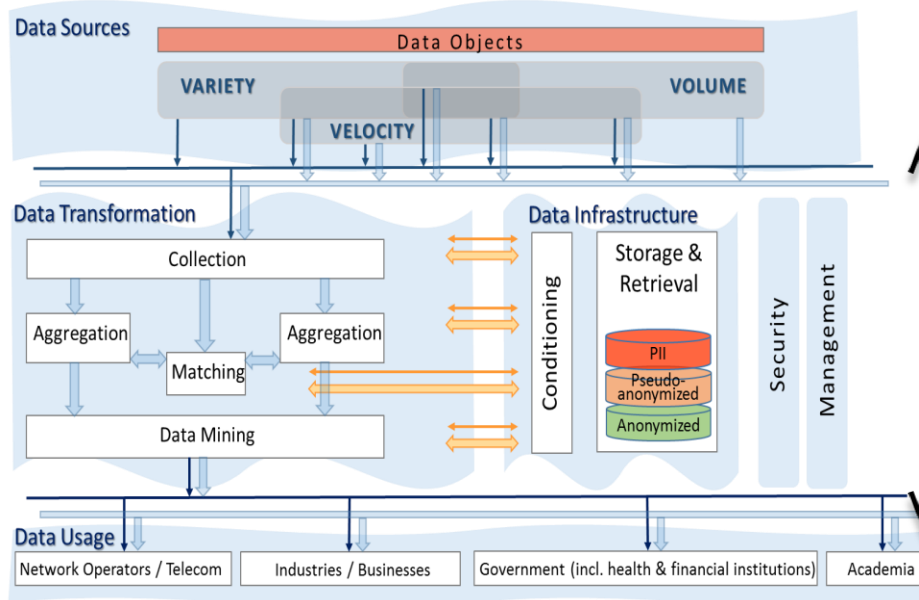 Data Sources
Data Objects
VARIETY
VOLUME
VELOCITY
Data Transformation
Data Infrastructure
Collection
Storage &
Retrieval
Aggregation
Aggregation
Matching
Conditioning
PII
Pseudo-
anonymized
Anonymized
Data Mining
Security
Management
Data Usage
Network Operators / Telecom
Industries / Businesses
Government (incl. health & financial institutions)
Academia